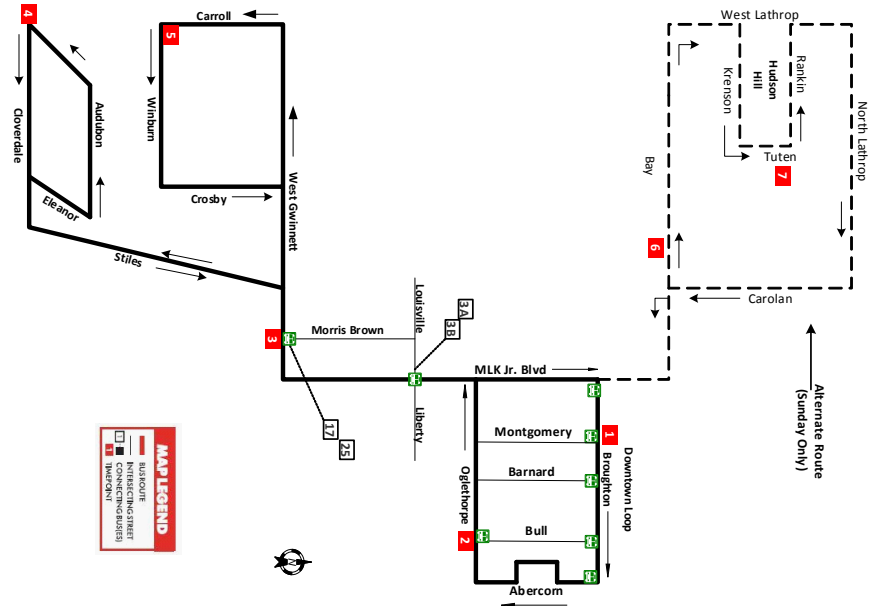 4
Carroll
5
West Lathrop
Hudson
Hill
Rankin
Krenson
North Lathrop
Tuten
7
Winburn
Cloverdale
Audubon
West Gwinnett
Bay
Crosby
Eleanor
6
Stiles
Carolan
Louisville
3A
3B
3
Morris Brown
MLK Jr. Blvd
Alternate Route
(Sunday Only)
Liberty
17
25
Montgomery
1
Downtown Loop
Broughton
Barnard
Oglethorpe
Bull
2
Abercorn
MAP LEGEND
BUS ROUTE
INTERSECTING STREET
1
CONNECTING BUS(ES)
1
TIMEPOINT
N